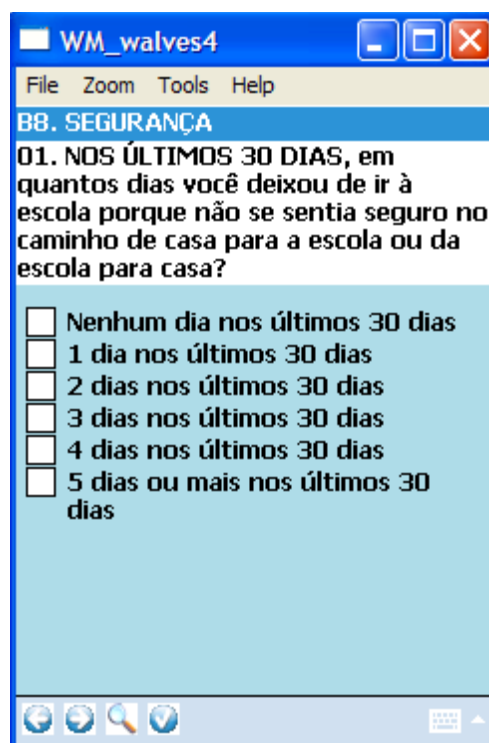 WM_walves4
File Zoom Tools Help
B8. SEGURANÇA
01. NOS ÚLTIMOS 30 DIAS, em
quantos dias você deixou de ir à
escola porque não se sentia seguro no
caminho de casa para a escola ou da
escola para casa?
Nenhum dia nos últimos 30 dias
1 dia nos últimos 30 dias
2 dias nos últimos 30 dias
3 dias nos últimos 30 dias
4 dias nos últimos 30 dias
5 dias ou mais nos últimos 30
dias